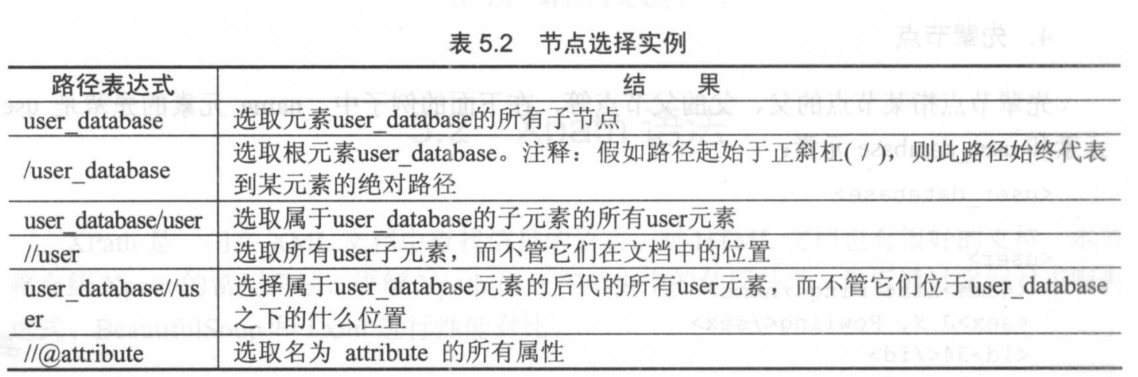 表 5.2 节点选择实例
路径表达式 结 果
user_database 选取元素user_database的所有子节点
/user_database 选取根元素user_database。注释：假如路径起始于正斜杠( / )，则此路径始终代表
到某元素的绝对路径
user_database/user 选取属于user_database的子元素的所有user元素
//user 选取所有user子元素，而不管它们在文档中的位置
user_database//us 选择属于user_database元素的后代的所有user元素，而不管它们位于user_database
er 之下的什么位置
//@attribute 选取名为 attribute 的所有属性